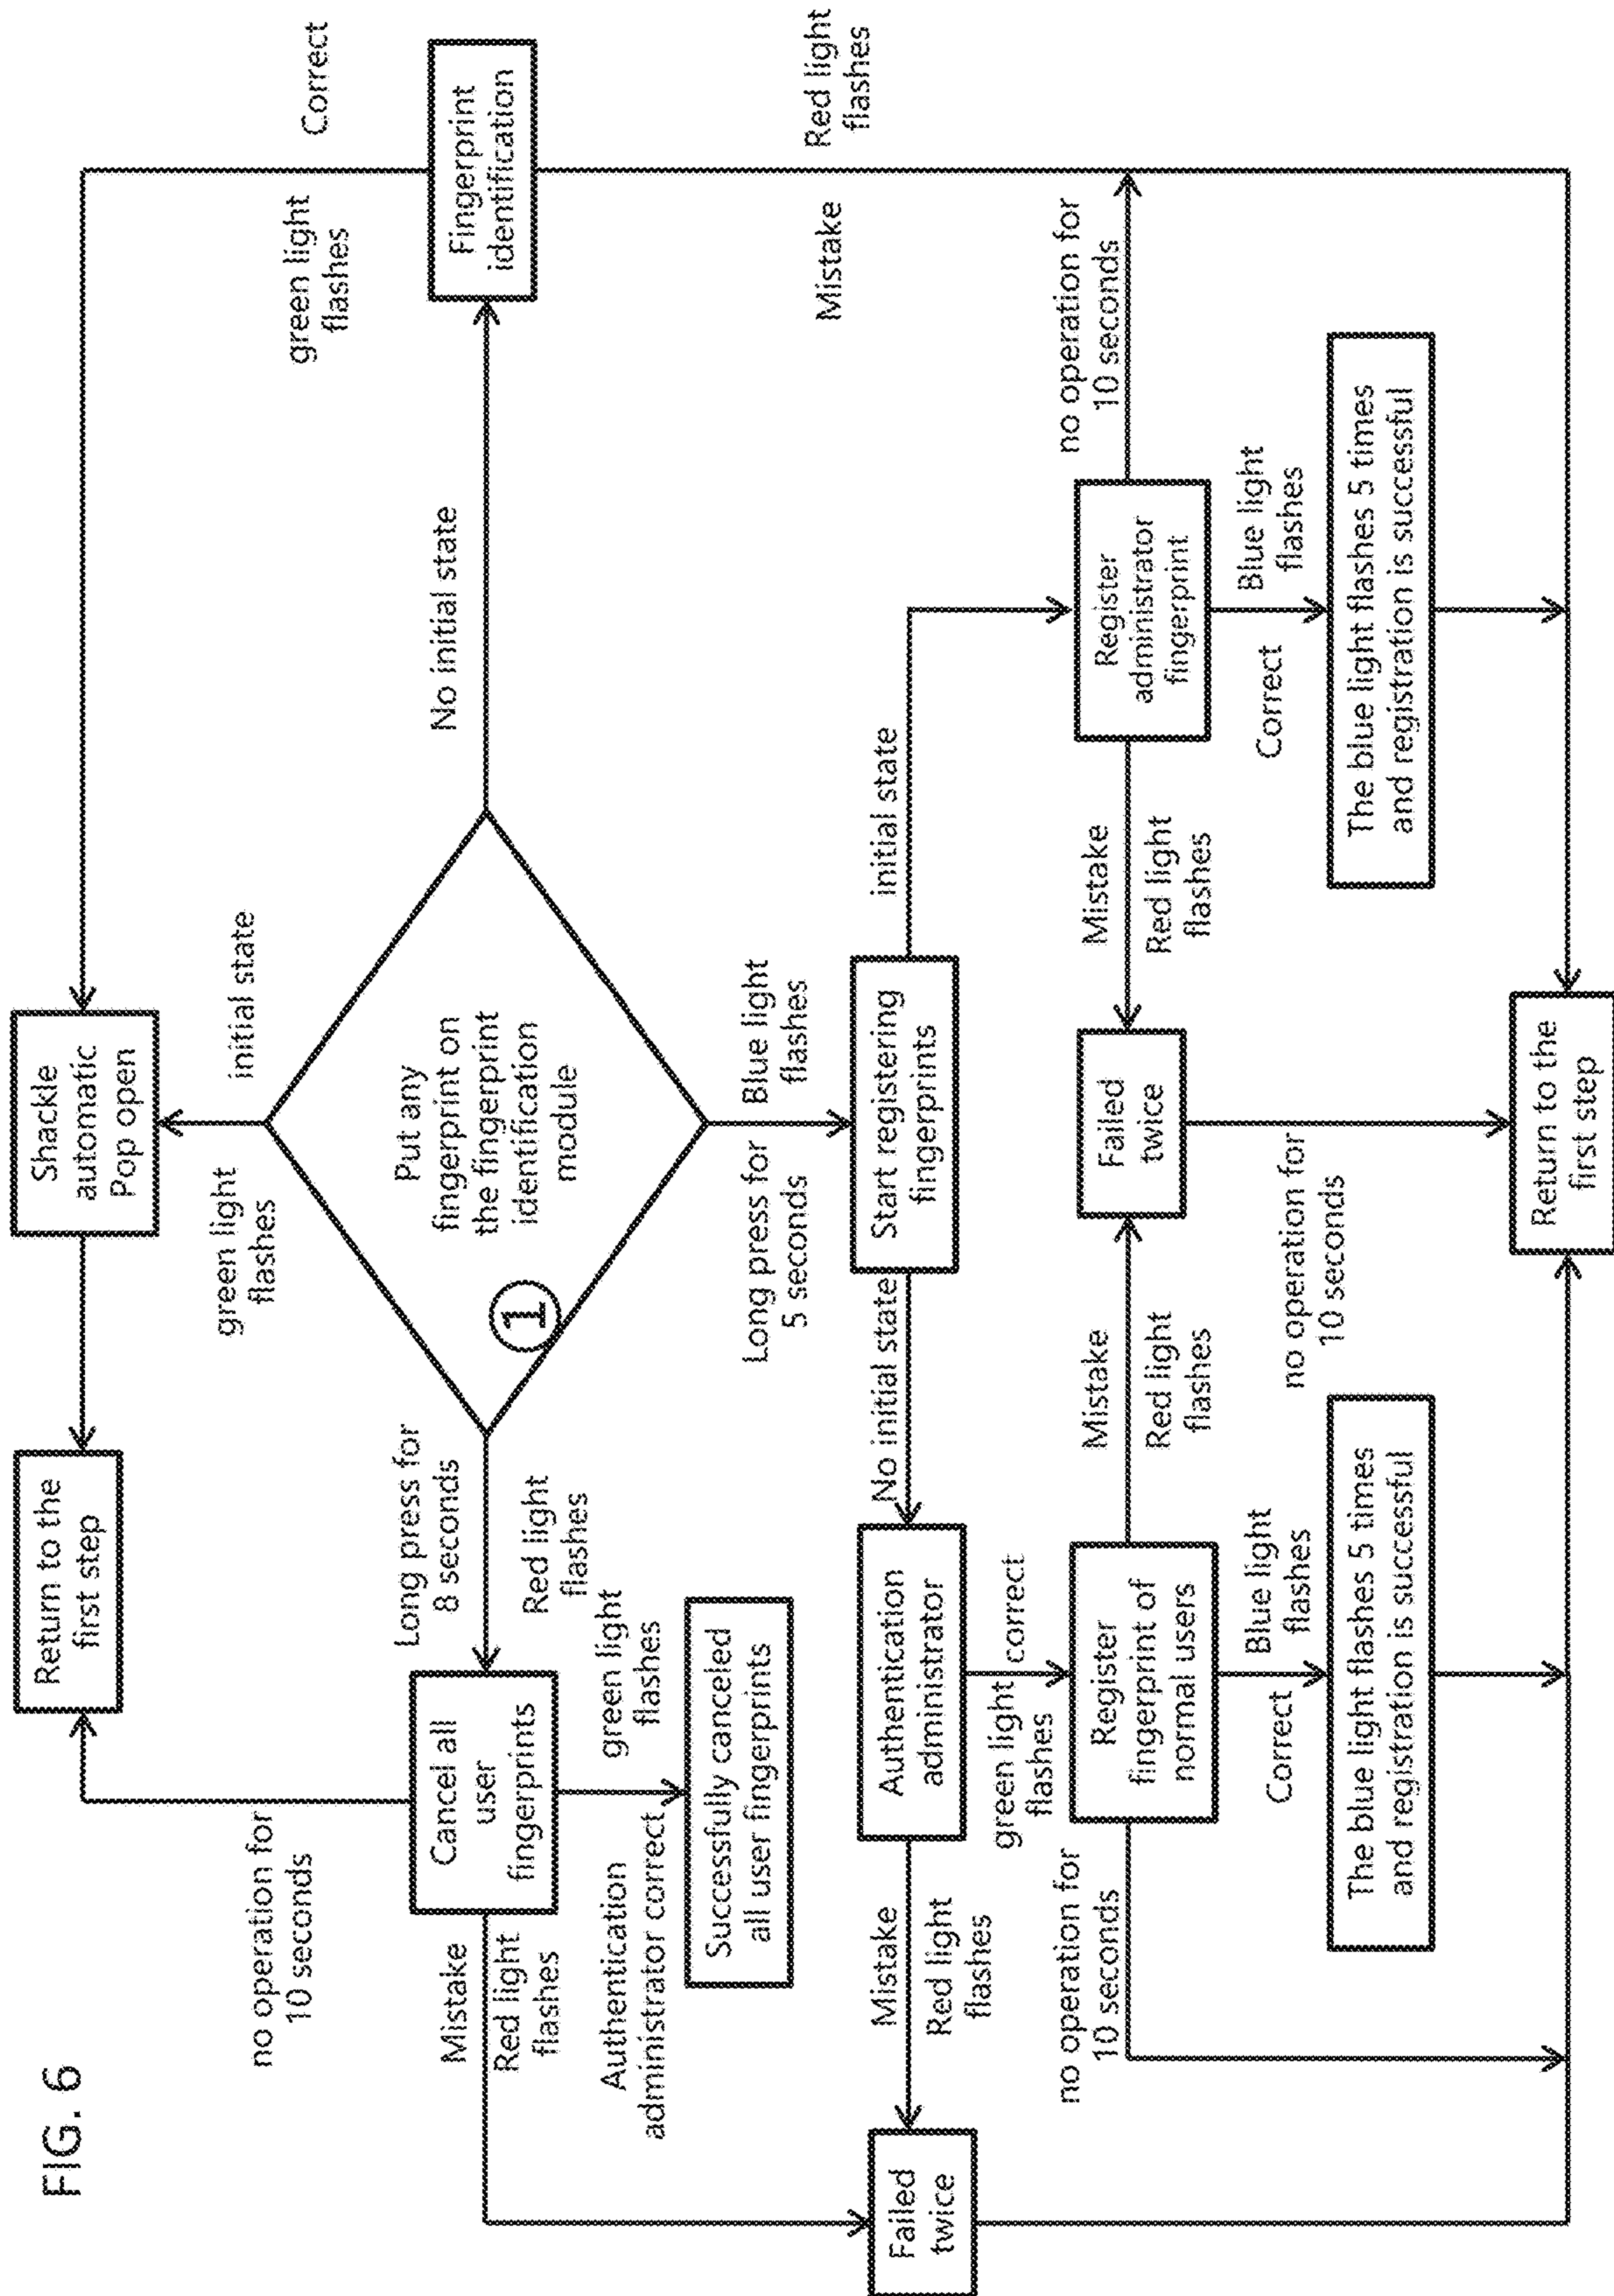 FIG. 6
Return to the
first step
Shackle
automatic
Pop open
no operation for
10 seconds
green light
flashes
initial state
green light
flashes
Correct
Long press for
8 seconds
Cancel all
user
fingerprints
Put any
fingerprint on
the fingerprint
identification
module
1
No initial state
Fingerprint
identification
Mistake
Red light
flashes
Red light
flashes
Authentication
administrator correct
green light
flashes
Successfully canceled
all user fingerprints
Long press for
5 seconds
Blue light
flashes
Mistake
Red light
flashes
Failed
twice
Mistake
Red light
flashes
Authentication
administrator
No initial state
Start registering
fingerprints
initial state
green light
flashes
correct
no operation for
10 seconds
Register
fingerprint of
normal users
Mistake
Red light
flashes
Failed
twice
Mistake
Red light
flashes
Register
administrator
fingerprint
no operation for
10 seconds
Correct
Blue light
flashes
no operation for
10 seconds
Correct
Blue light
flashes
The blue light flashes 5 times
and registration is successful
The blue light flashes 5 times
and registration is successful
Return to the
first step